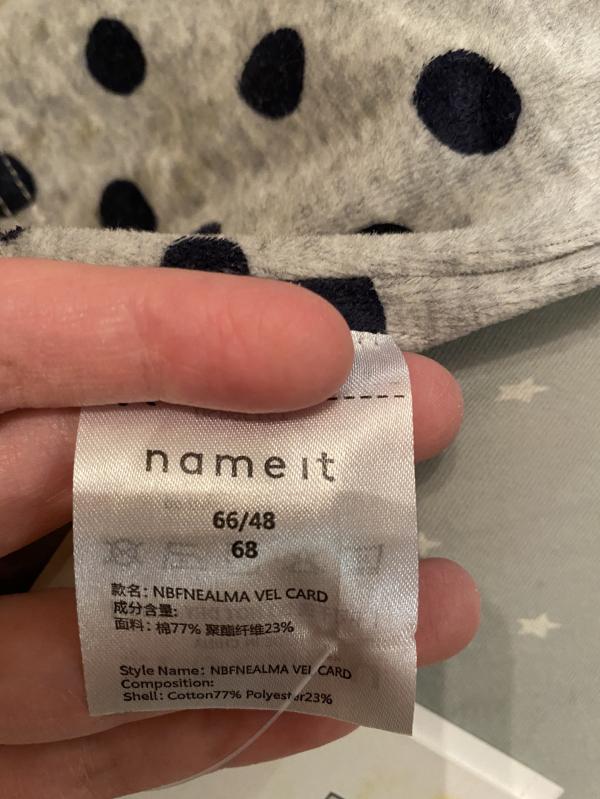 name it
66/48
68
款名: NBFNEALMA VEL CARD
成分含量:
面料: 棉77% 聚酯纤维23%
Style Name: NBFNEALMA VEL CARD
Composition:
Shell: Cotton77% Polyester23%